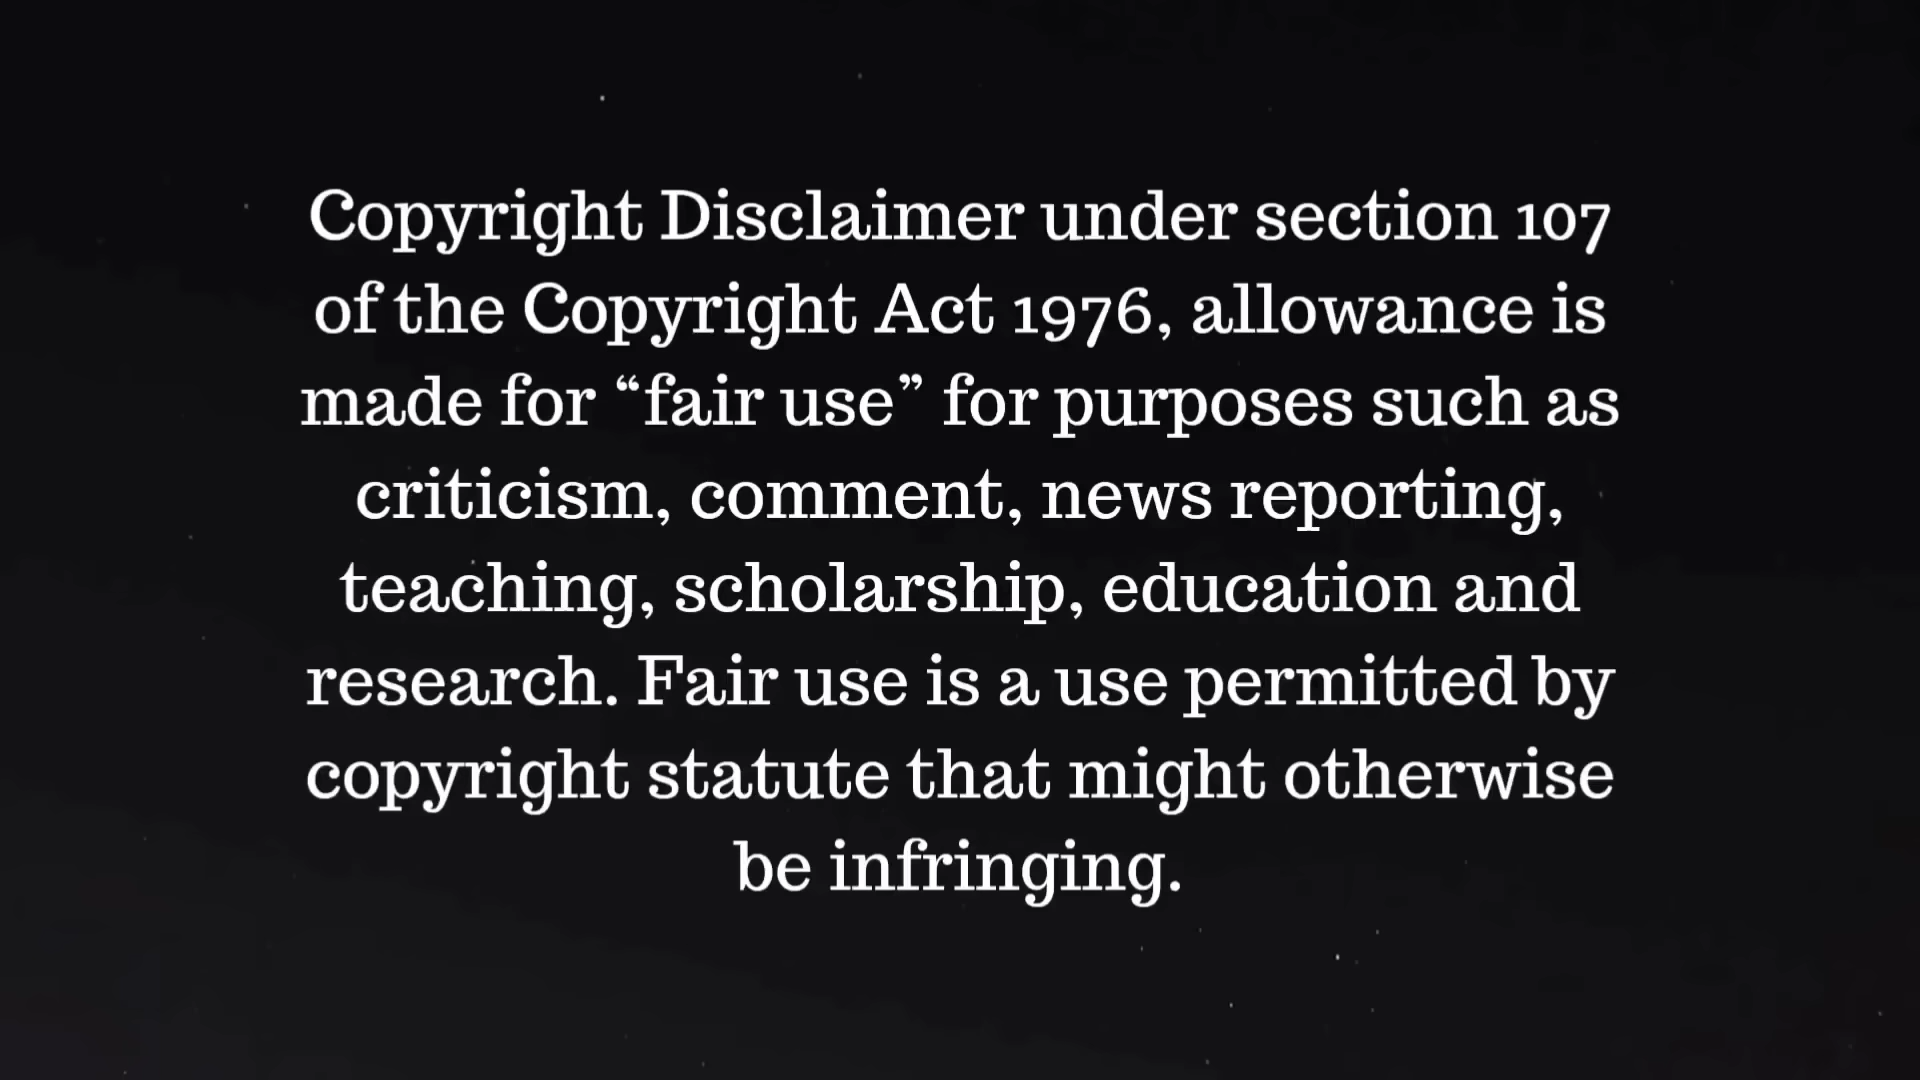 Copyright Disclaimer under section 107
of the Copyright Act 1976, allowance is
made for “fair use” for purposes such as
criticism, comment, news reporting,
teaching, scholarship, education and
research. Fair use is a use permitted by
copyright statute that might otherwise
be infringing.